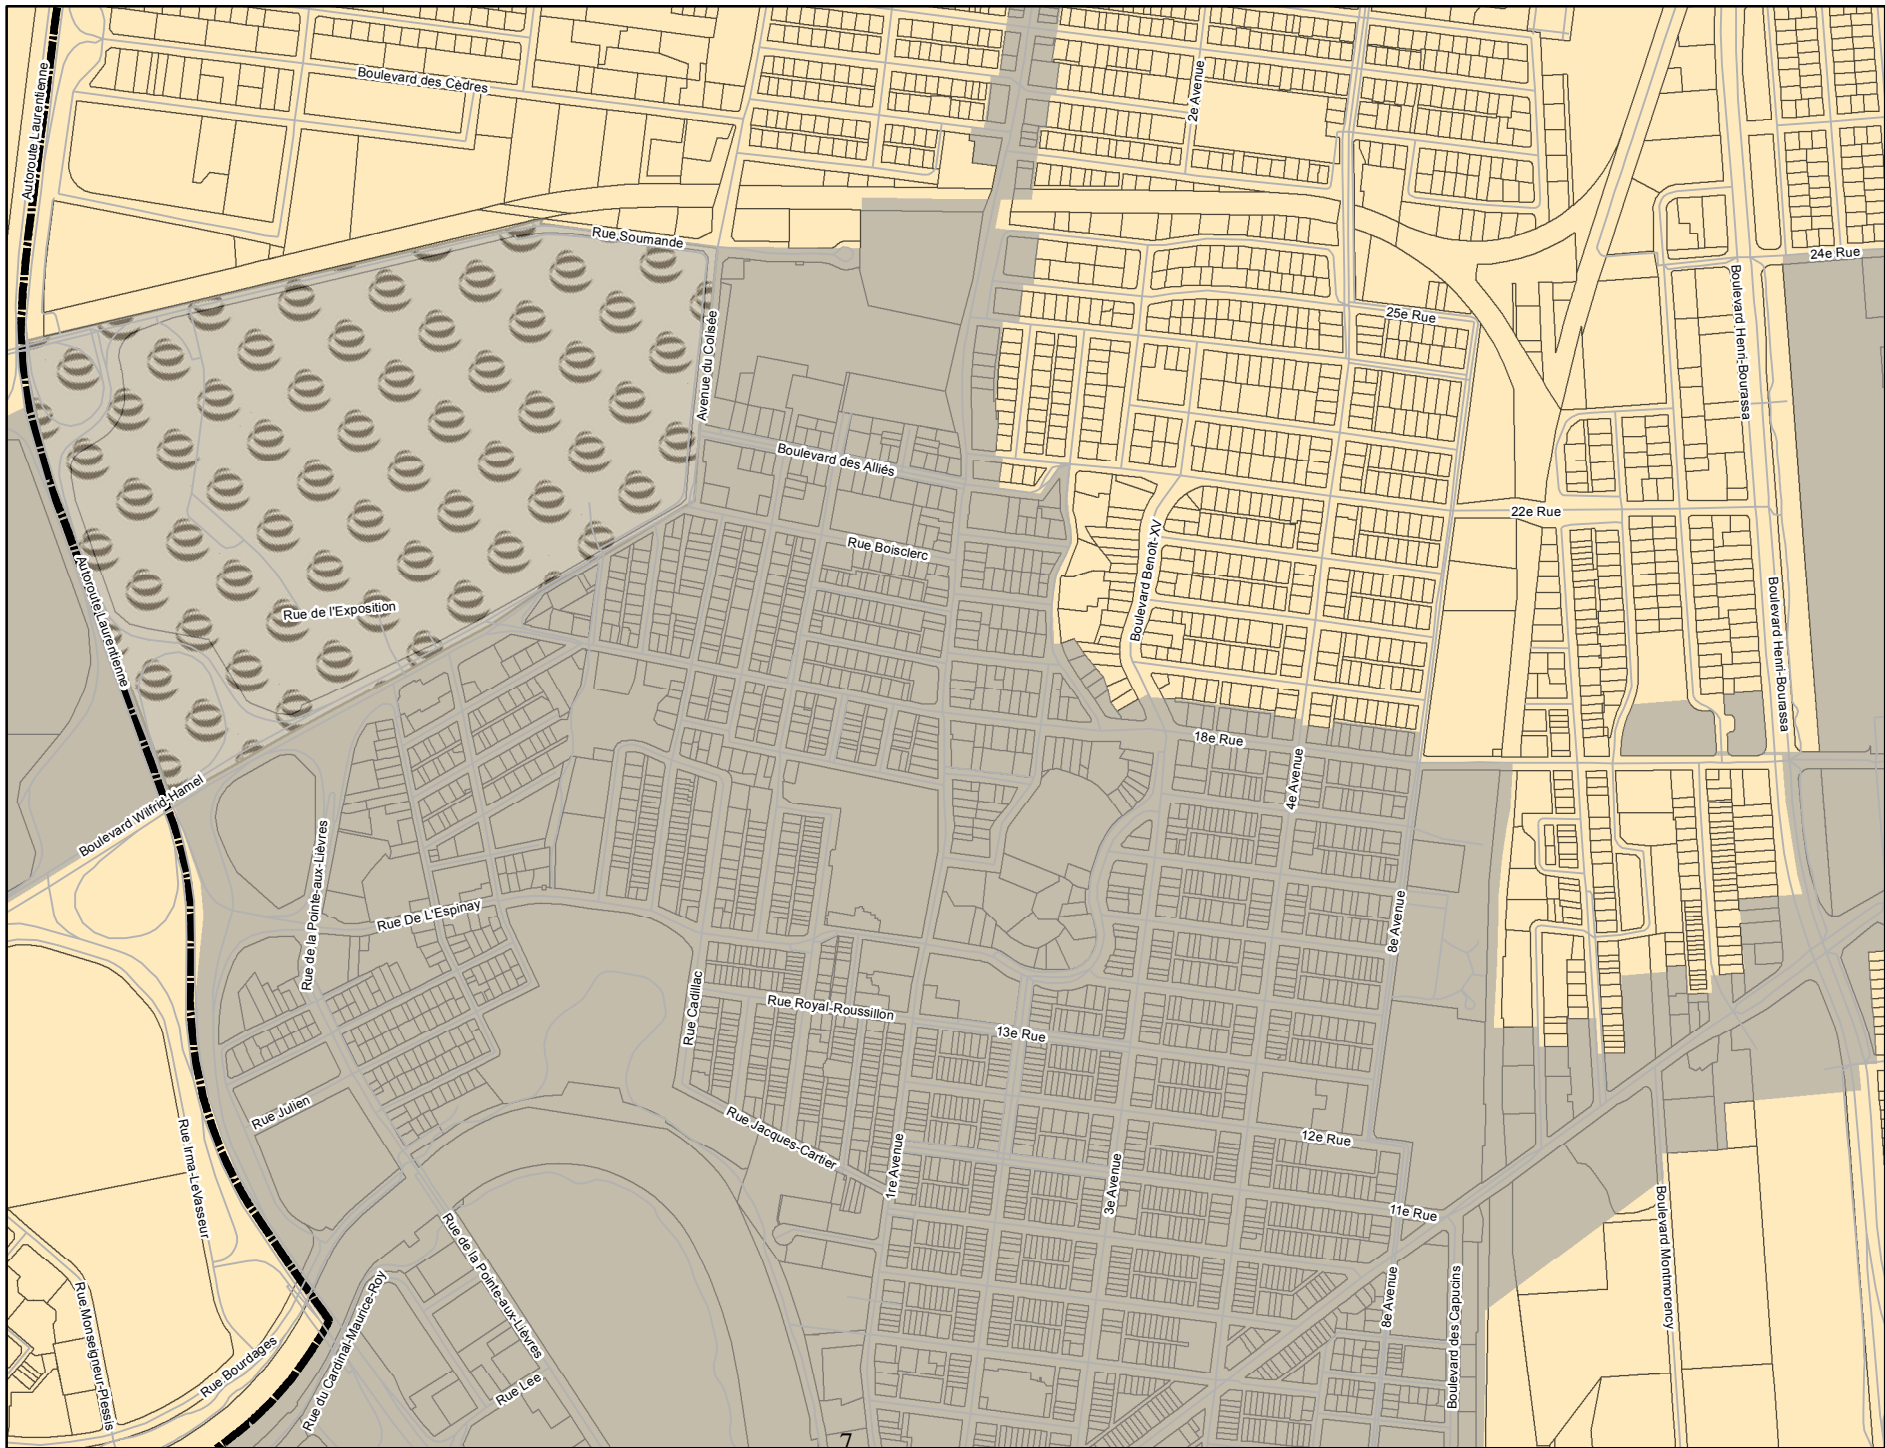 Boulevard des Cèdres
2e Avenue
Autoroute Laurentienne
Rue Soumande
24e Rue
Boulevard Henri-Bourassa
25e Rue
Avenue du Colisée
Boulevard des Alliés
22e Rue
Rue Boisclerc
Boulevard Benoît-XV
Autoroute Laurentienne
Rue de l'Exposition
Boulevard Henri-Bourassa
18e Rue
4e Avenue
Boulevard Wilfrid-Hamel
Rue de la Pointe-aux-Lièvres
Rue De L'Espinay
8e Avenue
Rue Cadillac
Rue Royal-Roussillon
13e Rue
Rue Julien
Rue Jacques-Cartier
12e Rue
Rue Irma-LeVasseur
1re Avenue
3e Avenue
11e Rue
Rue de la Pointe-aux-Lièvres
Boulevard Montmorency
Rue Monseigneur-Plessis
Rue du Cardinal-Maurice-Roy
8e Avenue
Boulevard des Capucins
Rue Bourdages
Rue Lee
7